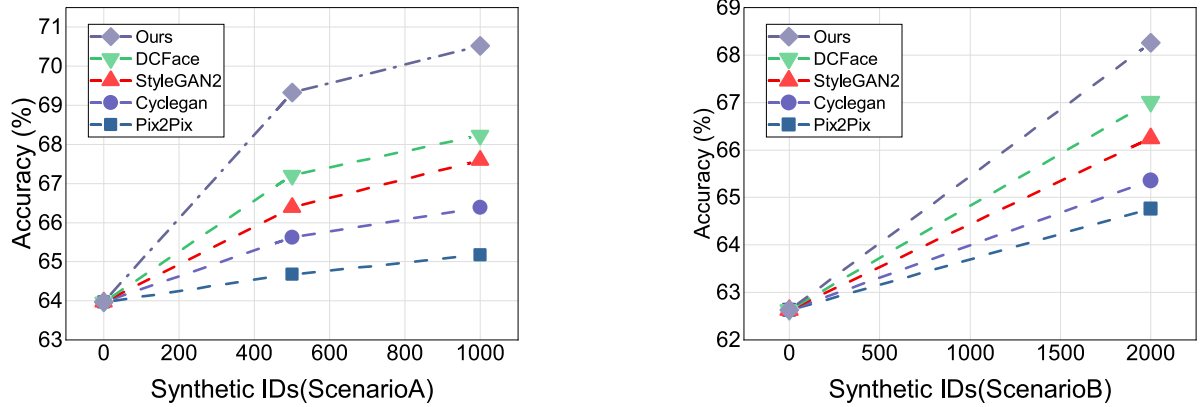 71
70
69
68
67
66
65
64
63
Accuracy (%)
Ours
DCFace
StyleGAN2
Cyclegan
Pix2Pix
0 200 400 600 800 1000
Synthetic IDs(ScenarioA)
69
68
67
66
65
64
63
62
Accuracy (%)
Ours
DCFace
StyleGAN2
Cyclegan
Pix2Pix
0 500 1000 1500 2000
Synthetic IDs(ScenarioB)